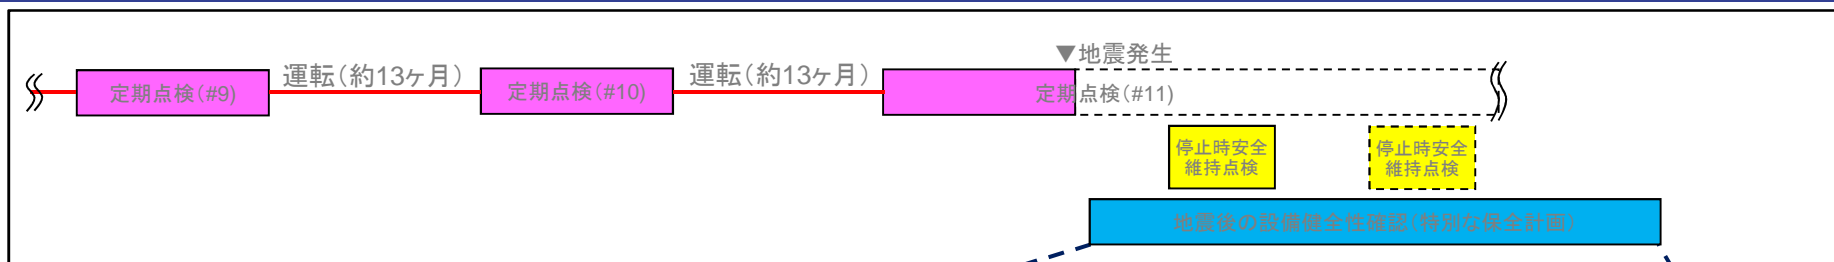 ▼地震発生
定期点検(#9)
運転(約13ヶ月)
定期点検(#10)
運転(約13ヶ月)
定期点検(#11)
停止時安全
維持点検
停止時安全
維持点検
地震後の設備健全性確認(特別な保全計画)